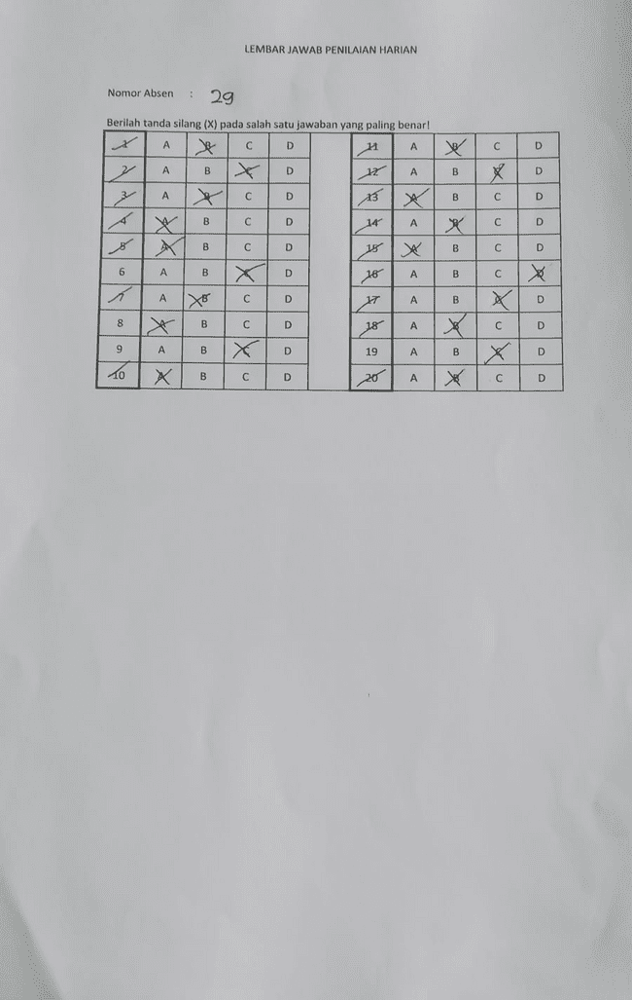 LEMBAR JAWAB PENILAIAN HARIAN
Nomor Absen : 29
Berilah tanda silang (X) pada salah satu jawaban yang paling benar!
1 A B C D 11 A B C D
2 A B C D 12 A B C D
3 A B C D 13 A B C D
4 A B C D 14 A B C D
5 A B C D 15 A B C D
6 A B C D 16 A B C D
7 A B C D 17 A B C D
8 A B C D 18 A B C D
9 A B C D 19 A B C D
10 A B C D 20 A B C D